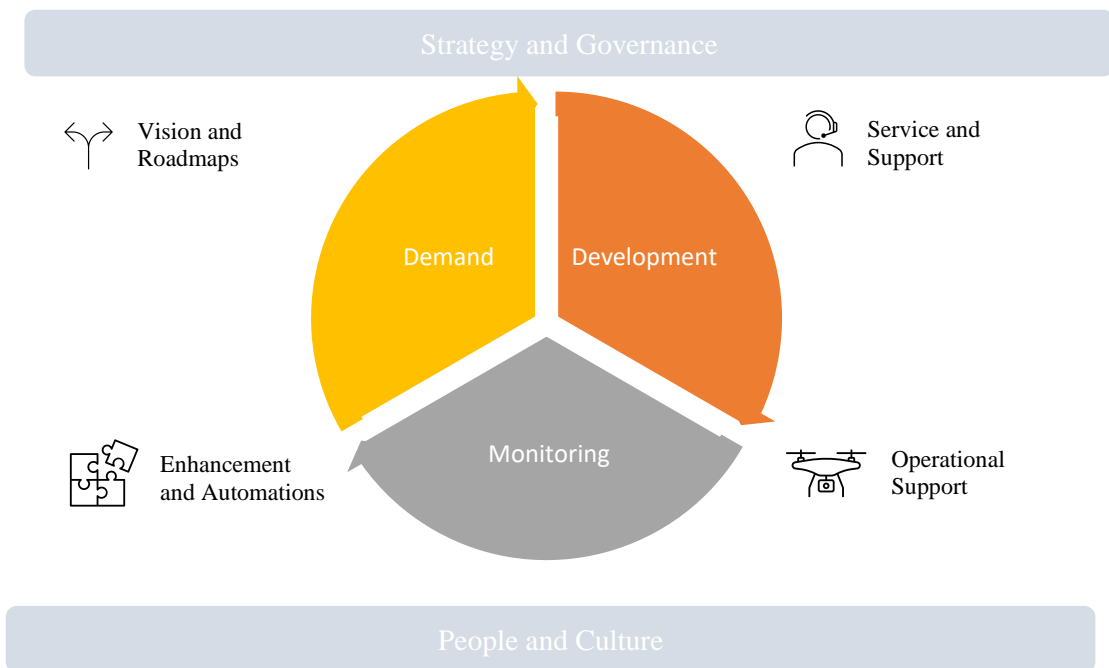 Strategy and Governance
Vision and
Roadmaps
Service and
Support
Demand
Development
Monitoring
Enhancement
and Automations
Operational
Support
People and Culture